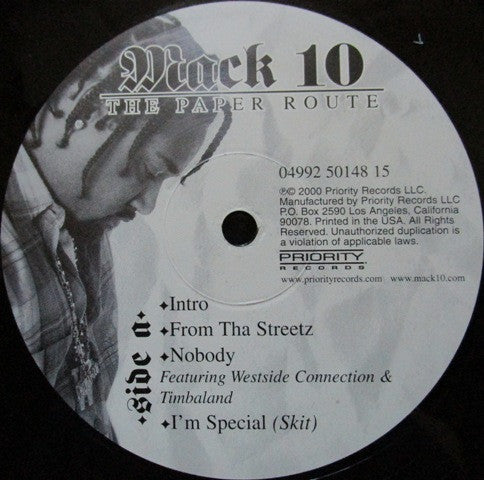 Mack 10
THE PAPER ROUTE
04992 50148 15
℗© 2000 Priority Records LLC.
Manufactured by Priority Records LLC
P.O. Box 2590 Los Angeles, California
90078. Printed in the USA. All Rights
Reserved. Unauthorized duplication is
a violation of applicable laws.
PRIORITY
RECORDS
www.priorityrecords.com www.mack10.com
side a
Intro
From Tha Streetz
Nobody
Featuring Westside Connection &
Timbaland
I'm Special (Skit)